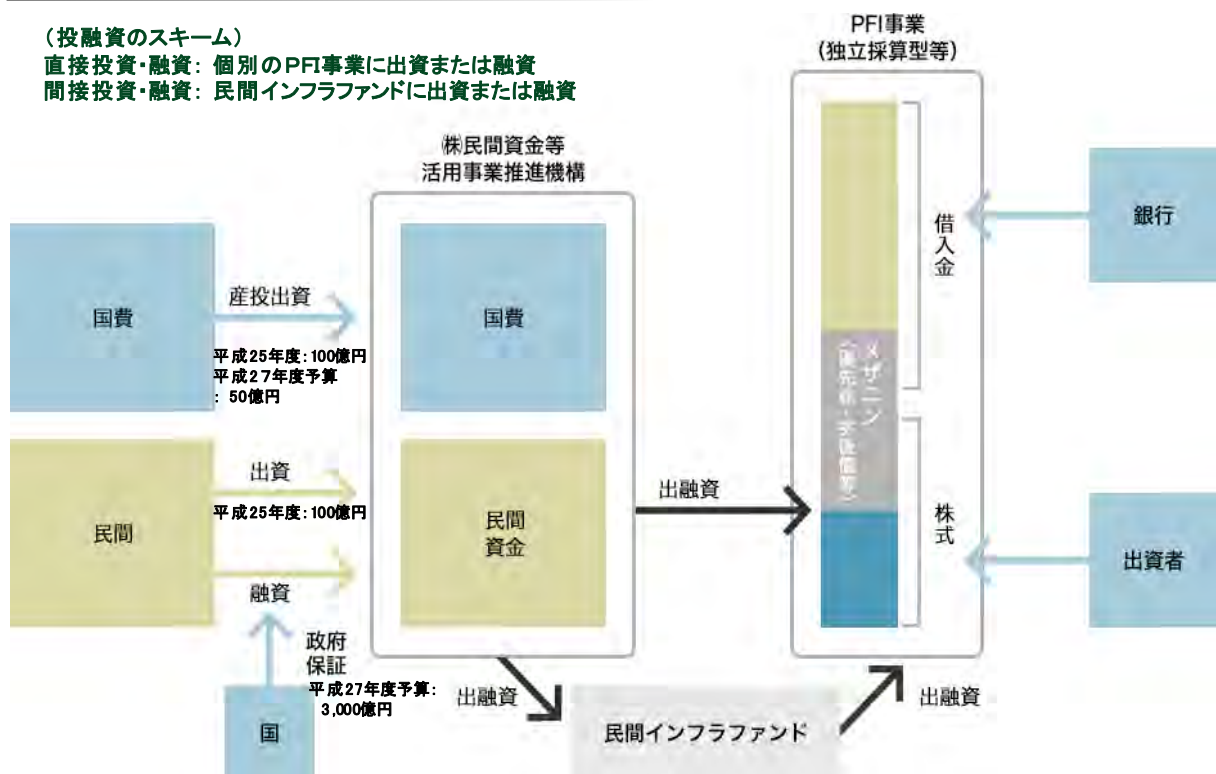 （投融資のスキーム）
直接投資・融資： 個別のPFI事業に出資または融資
間接投資・融資： 民間インフラファンドに出資または融資
PFI事業
（独立採算型等）
㈱民間資金等
活用事業推進機構
国費
産投出資
平成25年度：100億円
平成27年度予算
： 50億円
国費
民間
出資
平成25年度：100億円
融資
民間
資金
政府
保証
平成27年度予算：
3,000億円
国
出融資
出融資
民間インフラファンド
出融資
借入金
メザニン
（優先株・劣後債等）
株式
銀行
出資者